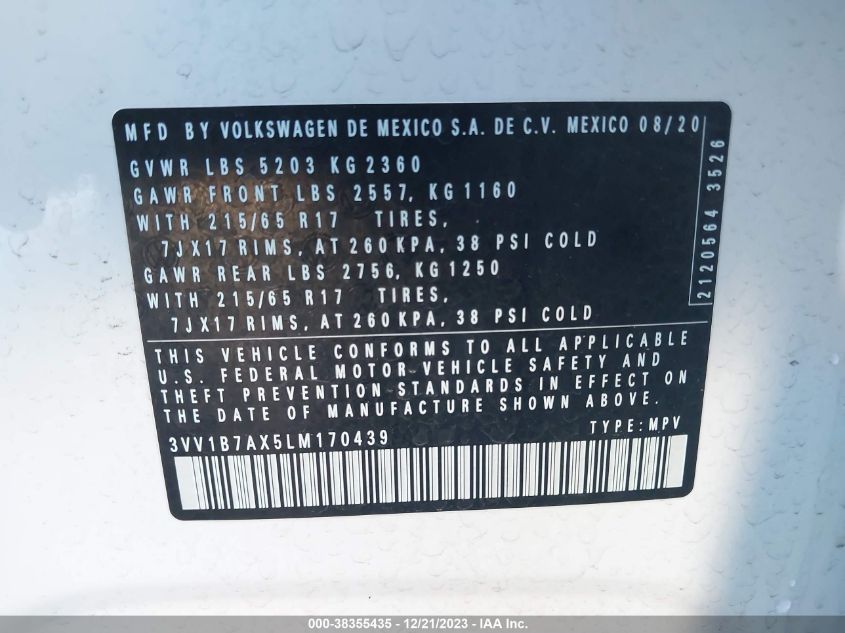 MFD BY VOLKSWAGEN DE MEXICO S.A. DE C.V. MEXICO 08/20
GVWR LBS 5203 KG 2360
GAWR FRONT LBS 2557, KG 1160
WITH 215/65 R17 TIRES,
7JX17 RIMS, AT 260 KPA, 38 PSI COLD
GAWR REAR LBS 2756, KG 1250
WITH 215/65 R17 TIRES,
7JX17 RIMS, AT 260 KPA, 38 PSI COLD
2120564 3526
THIS VEHICLE CONFORMS TO ALL APPLICABLE
U.S. FEDERAL MOTOR VEHICLE SAFETY AND
THEFT PREVENTION STANDARDS IN EFFECT ON
THE DATE OF MANUFACTURE SHOWN ABOVE.
3VV1B7AX5LM170439 TYPE: MPV
000-38355435 - 12/21/2023 - IAA Inc.